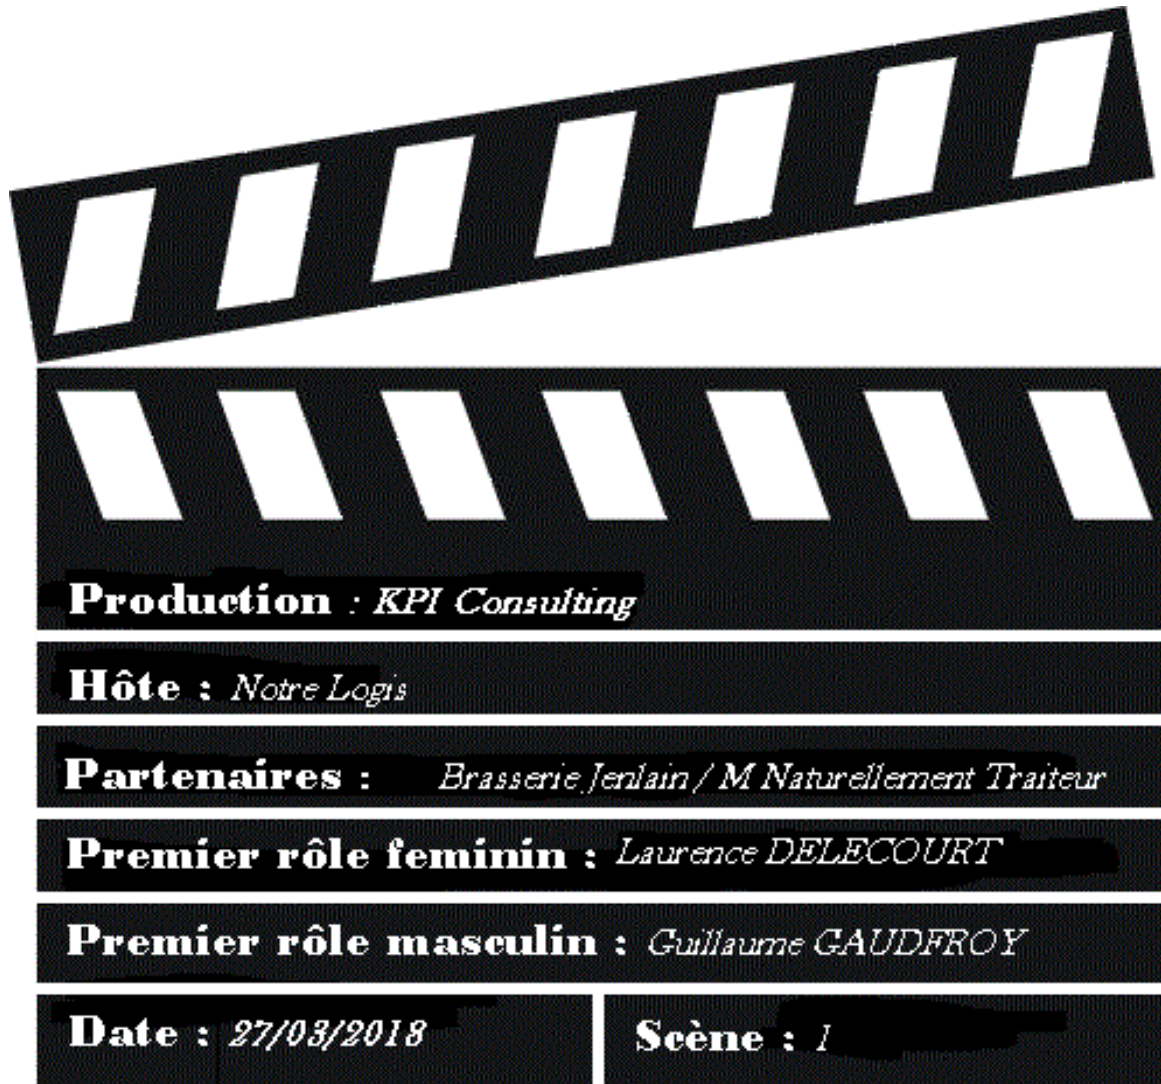 Production : KPI Consulting
Hôte : Notre Logis
Partenaires : Brasserie Jenlain / M Naturellement Traiteur
Premier rôle feminin : Laurence DELECOURT
Premier rôle masculin : Guillaume GAUDFROY
Date : 27/03/2018
Scène : 1